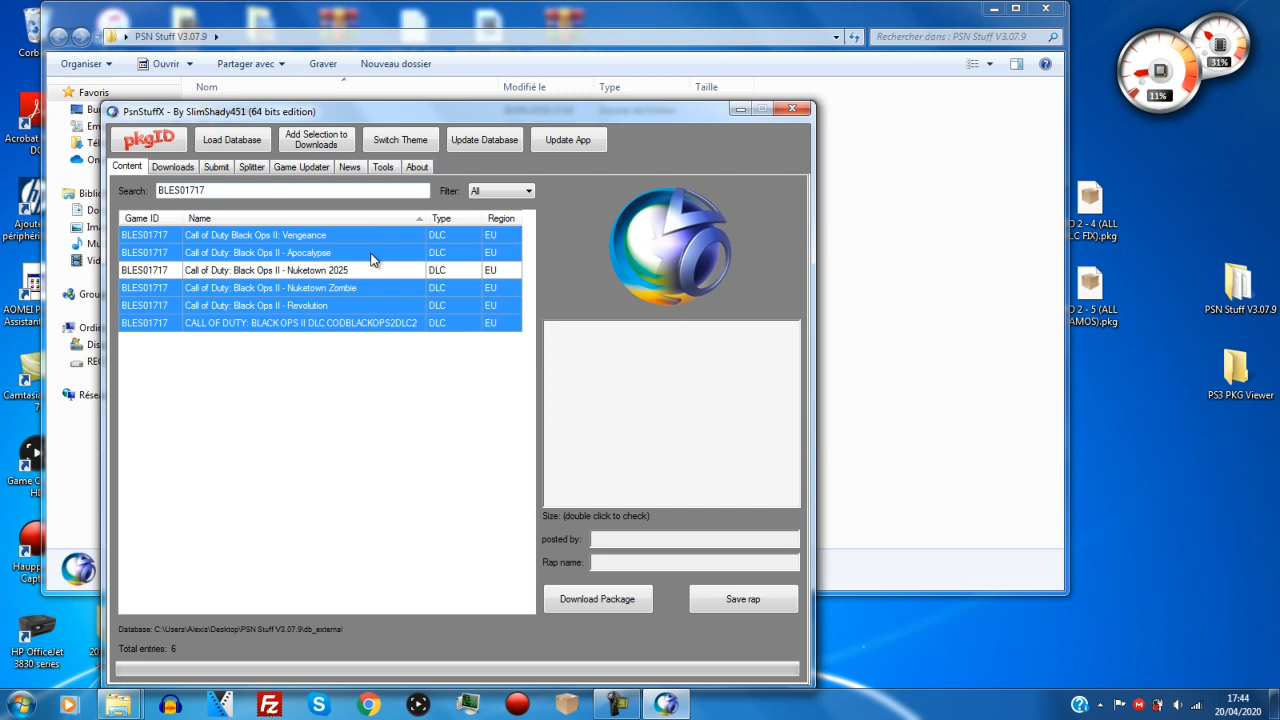 PSN Stuff V3.07.9
Rechercher dans : PSN Stuff V3.07.9
Organiser
Ouvrir
Partager avec
Graver
Nouveau dossier
Favoris
Nom
Modifié le
Type
Taille
PsnStuffX - By SlimShady451 (64 bits edition)
pkgID
Load Database
Add Selection to Downloads
Switch Theme
Update Database
Update App
Content
Downloads
Submit
Splitter
Game Updater
News
Tools
About
Search: BLES01717
Filter: All
Game ID Name Type Region
BLES01717 Call of Duty Black Ops II: Vengeance DLC EU
BLES01717 Call of Duty: Black Ops II - Apocalypse DLC EU
BLES01717 Call of Duty: Black Ops II - Nuketown 2025 DLC EU
BLES01717 Call of Duty: Black Ops II - Nuketown Zombie DLC EU
BLES01717 Call of Duty: Black Ops II - Revolution DLC EU
BLES01717 CALL OF DUTY: BLACK OPS II DLC CODBLACKOPS2DLC2 DLC EU
Size: (double click to check)
posted by:
Rap name:
Download Package
Save rap
Database: C:\Users\Alexis\Desktop\PSN Stuff V3.07.9\db_external
Total entries: 6
11%
31%
2 - 4 (ALL
FIX).pkg
2 - 5 (ALL
PSN Stuff V3.07.9
PS3 PKG Viewer
HP OfficeJet
3830 series
17:44
20/04/2020